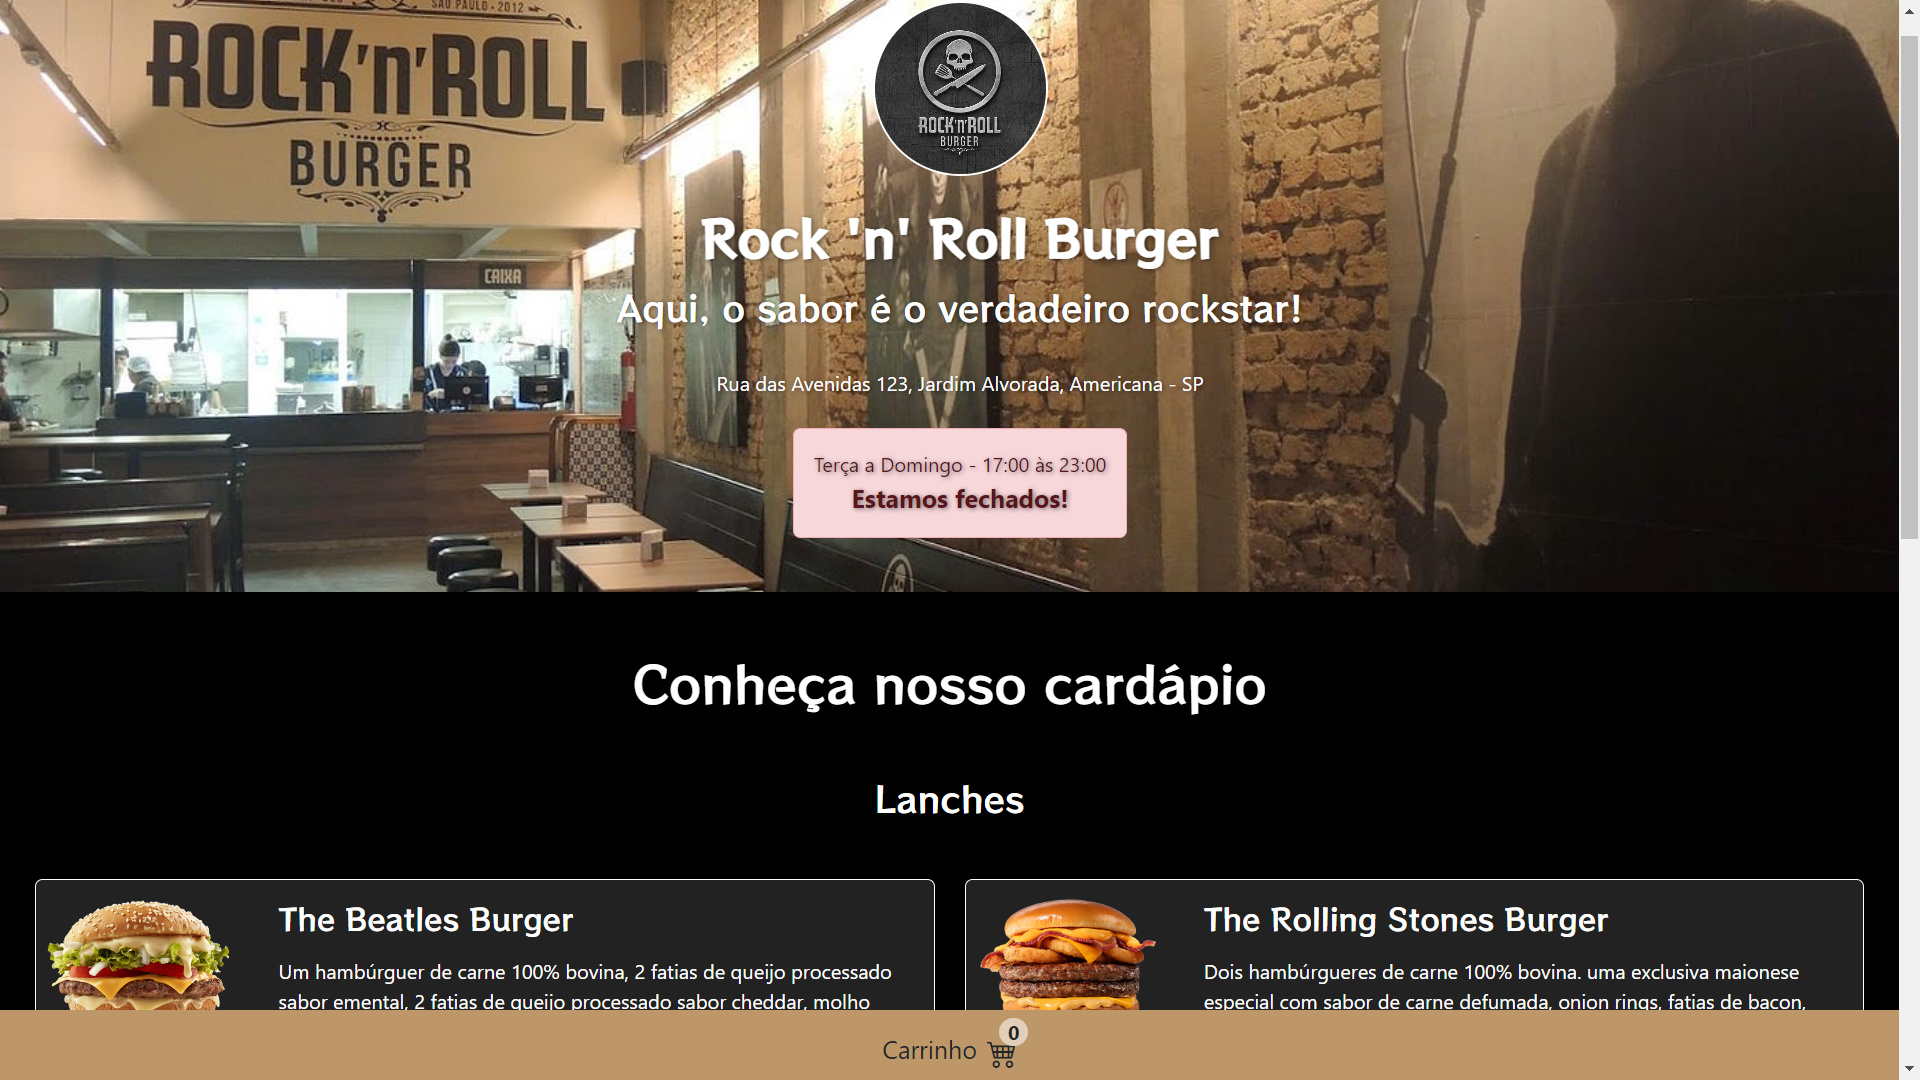 SÃO PAULO • 2012
ROCK'n'ROLL
BURGER
CAIXA
ROCK'n'ROLL
BURGER
Rock 'n' Roll Burger
Aqui, o sabor é o verdadeiro rockstar!
Rua das Avenidas 123, Jardim Alvorada, Americana - SP
Terça a Domingo - 17:00 às 23:00
Estamos fechados!
Conheça nosso cardápio
Lanches
The Beatles Burger
Um hambúrguer de carne 100% bovina, 2 fatias de queijo processado
sabor emental, 2 fatias de queijo processado sabor cheddar, molho
The Rolling Stones Burger
Dois hambúrgueres de carne 100% bovina. uma exclusiva maionese
especial com sabor de carne defumada, onion rings, fatias de bacon,
Carrinho 0